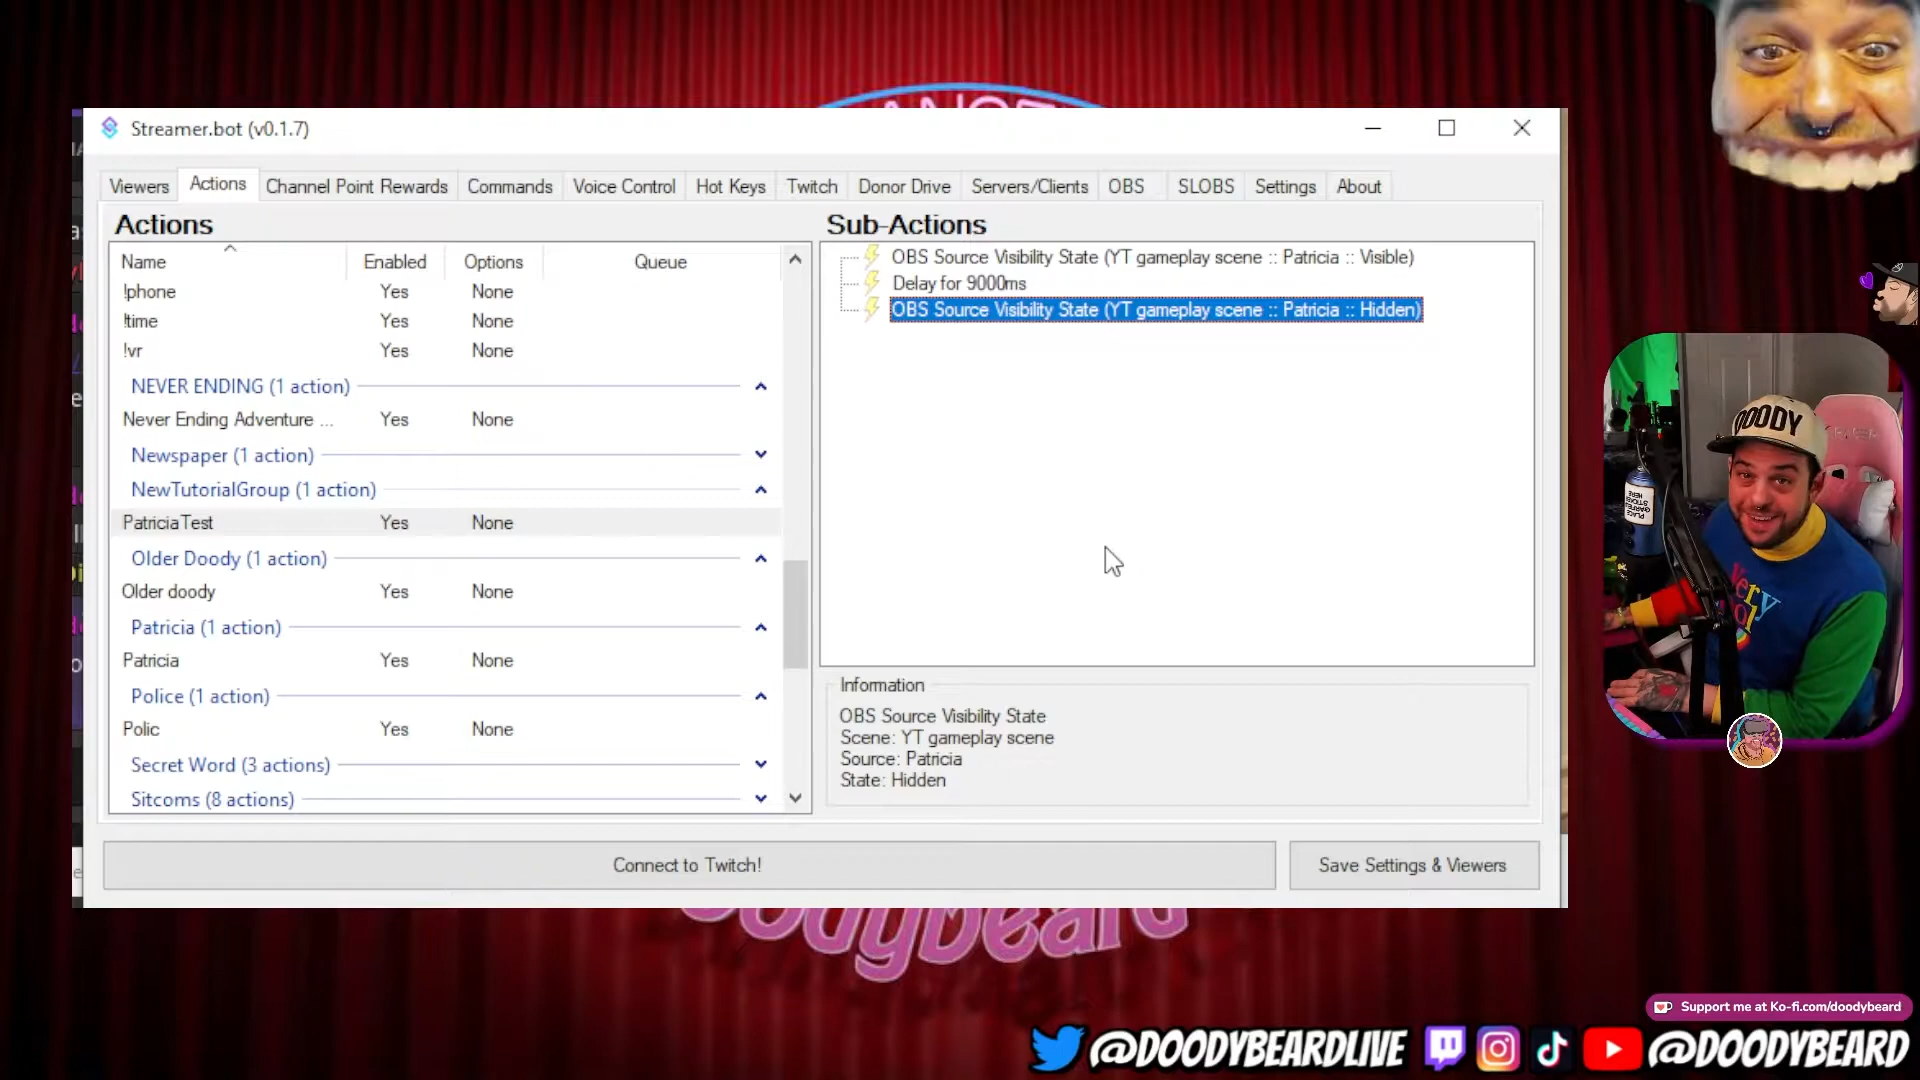 Streamer.bot (v0.1.7)
Viewers Actions Channel Point Rewards Commands Voice Control Hot Keys Twitch Donor Drive Servers/Clients OBS SLOBS Settings About
Actions
Name Enabled Options Queue
!phone Yes None
!time Yes None
!vr Yes None
NEVER ENDING (1 action)
Never Ending Adventure ... Yes None
Newspaper (1 action)
NewTutorialGroup (1 action)
PatriciaTest Yes None
Older Doody (1 action)
Older doody Yes None
Patricia (1 action)
Patricia Yes None
Police (1 action)
Polic Yes None
Secret Word (3 actions)
Sitcoms (8 actions)
Sub-Actions
OBS Source Visibility State (YT gameplay scene :: Patricia :: Visible)
Delay for 9000ms
OBS Source Visibility State (YT gameplay scene :: Patricia :: Hidden)
Information
OBS Source Visibility State
Scene: YT gameplay scene
Source: Patricia
State: Hidden
Connect to Twitch!
Save Settings & Viewers
DOODY
PLACE
STICKER
HERE
Doodybeard
Support me at Ko-fi.com/doodybeard
@DOODYBEARDLIVE
@DOODYBEARD